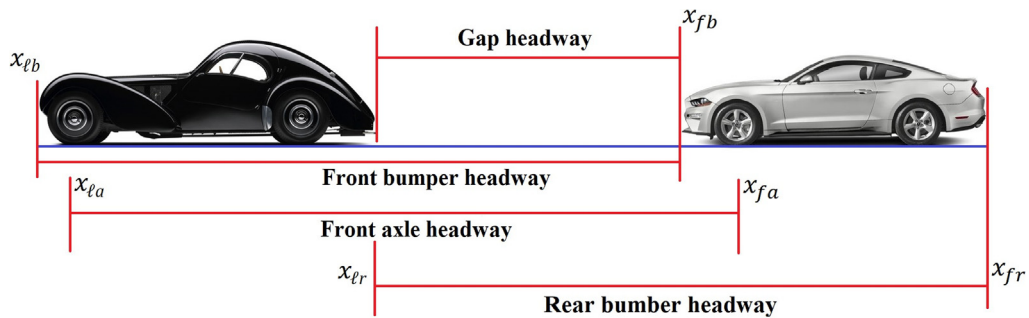 Gap headway
x_{fb}
x_{ℓb}
Front bumper headway
x_{ℓa}
x_{fa}
Front axle headway
x_{ℓr}
x_{fr}
Rear bumber headway